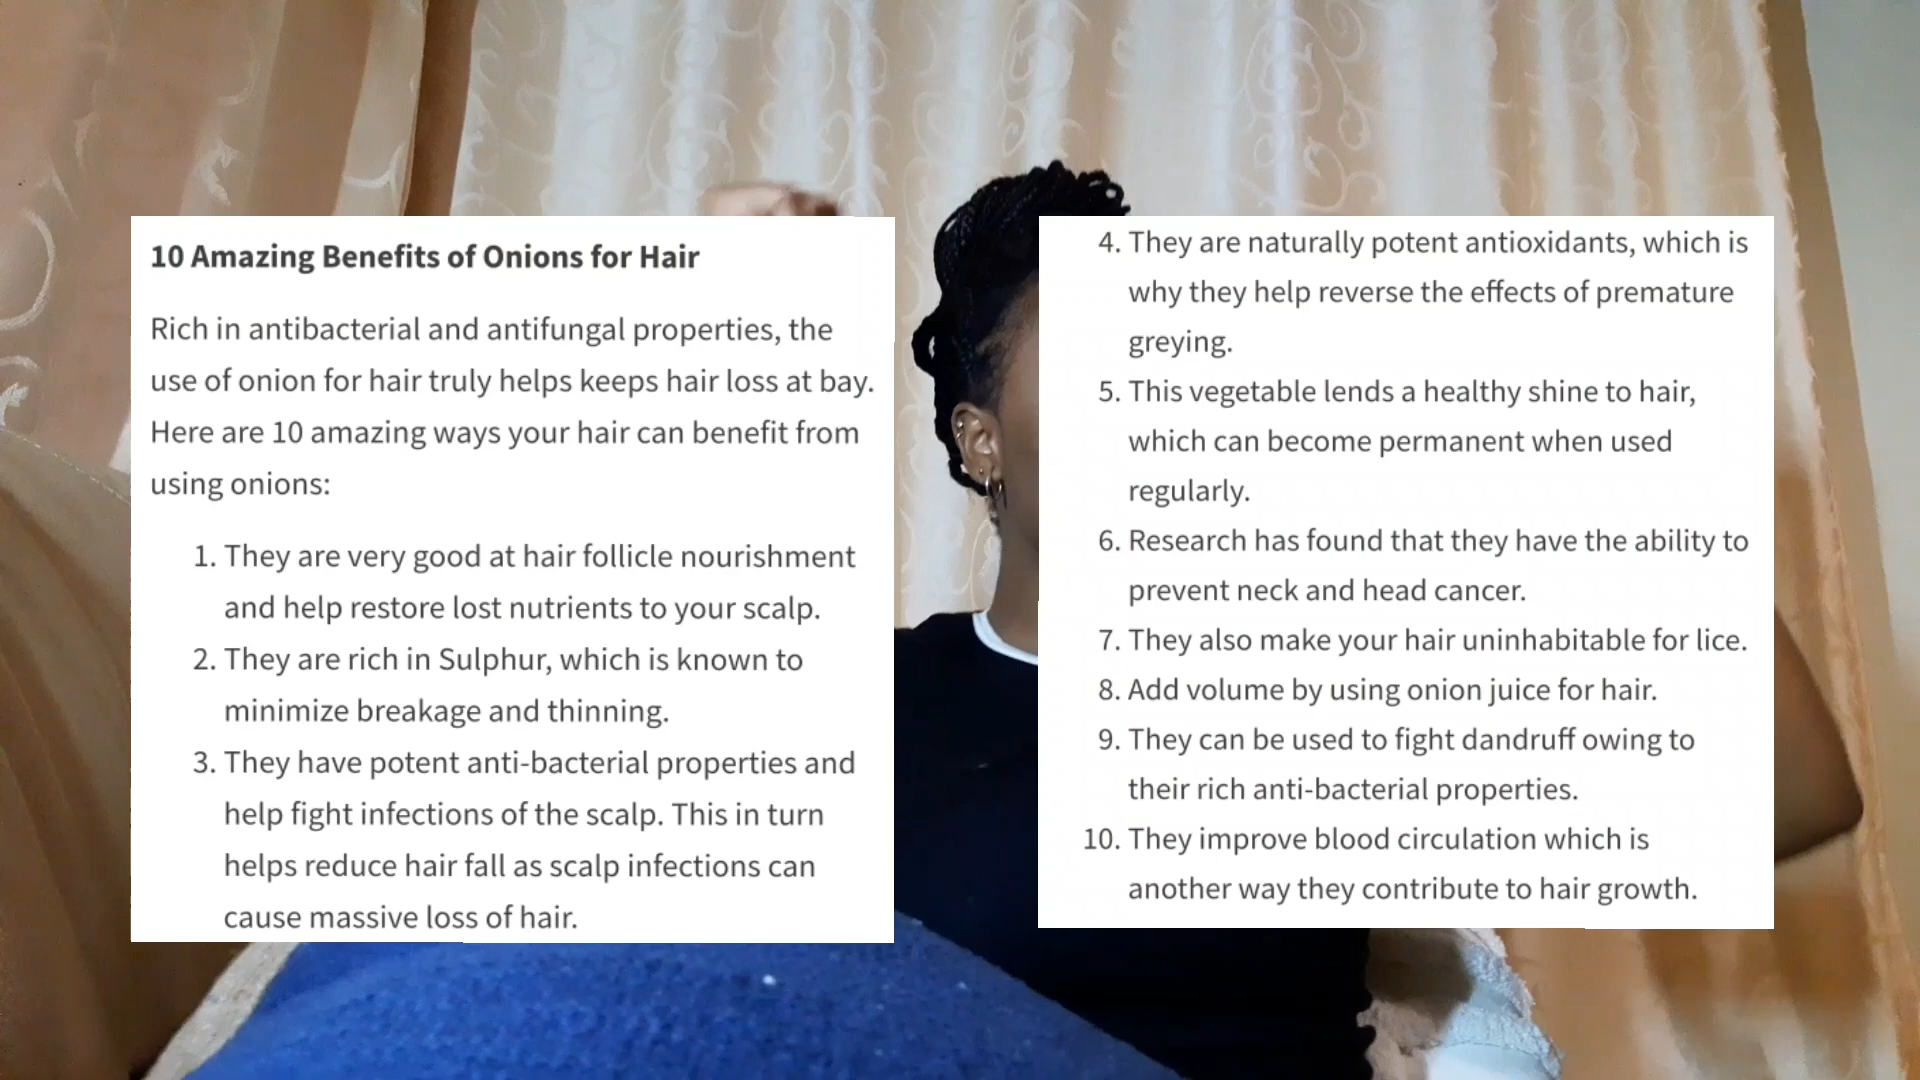 10 Amazing Benefits of Onions for Hair
Rich in antibacterial and antifungal properties, the
use of onion for hair truly helps keeps hair loss at bay.
Here are 10 amazing ways your hair can benefit from
using onions:
1. They are very good at hair follicle nourishment
and help restore lost nutrients to your scalp.
2. They are rich in Sulphur, which is known to
minimize breakage and thinning.
3. They have potent anti-bacterial properties and
help fight infections of the scalp. This in turn
helps reduce hair fall as scalp infections can
cause massive loss of hair.
4. They are naturally potent antioxidants, which is
why they help reverse the effects of premature
greying.
5. This vegetable lends a healthy shine to hair,
which can become permanent when used
regularly.
6. Research has found that they have the ability to
prevent neck and head cancer.
7. They also make your hair uninhabitable for lice.
8. Add volume by using onion juice for hair.
9. They can be used to fight dandruff owing to
their rich anti-bacterial properties.
10. They improve blood circulation which is
another way they contribute to hair growth.